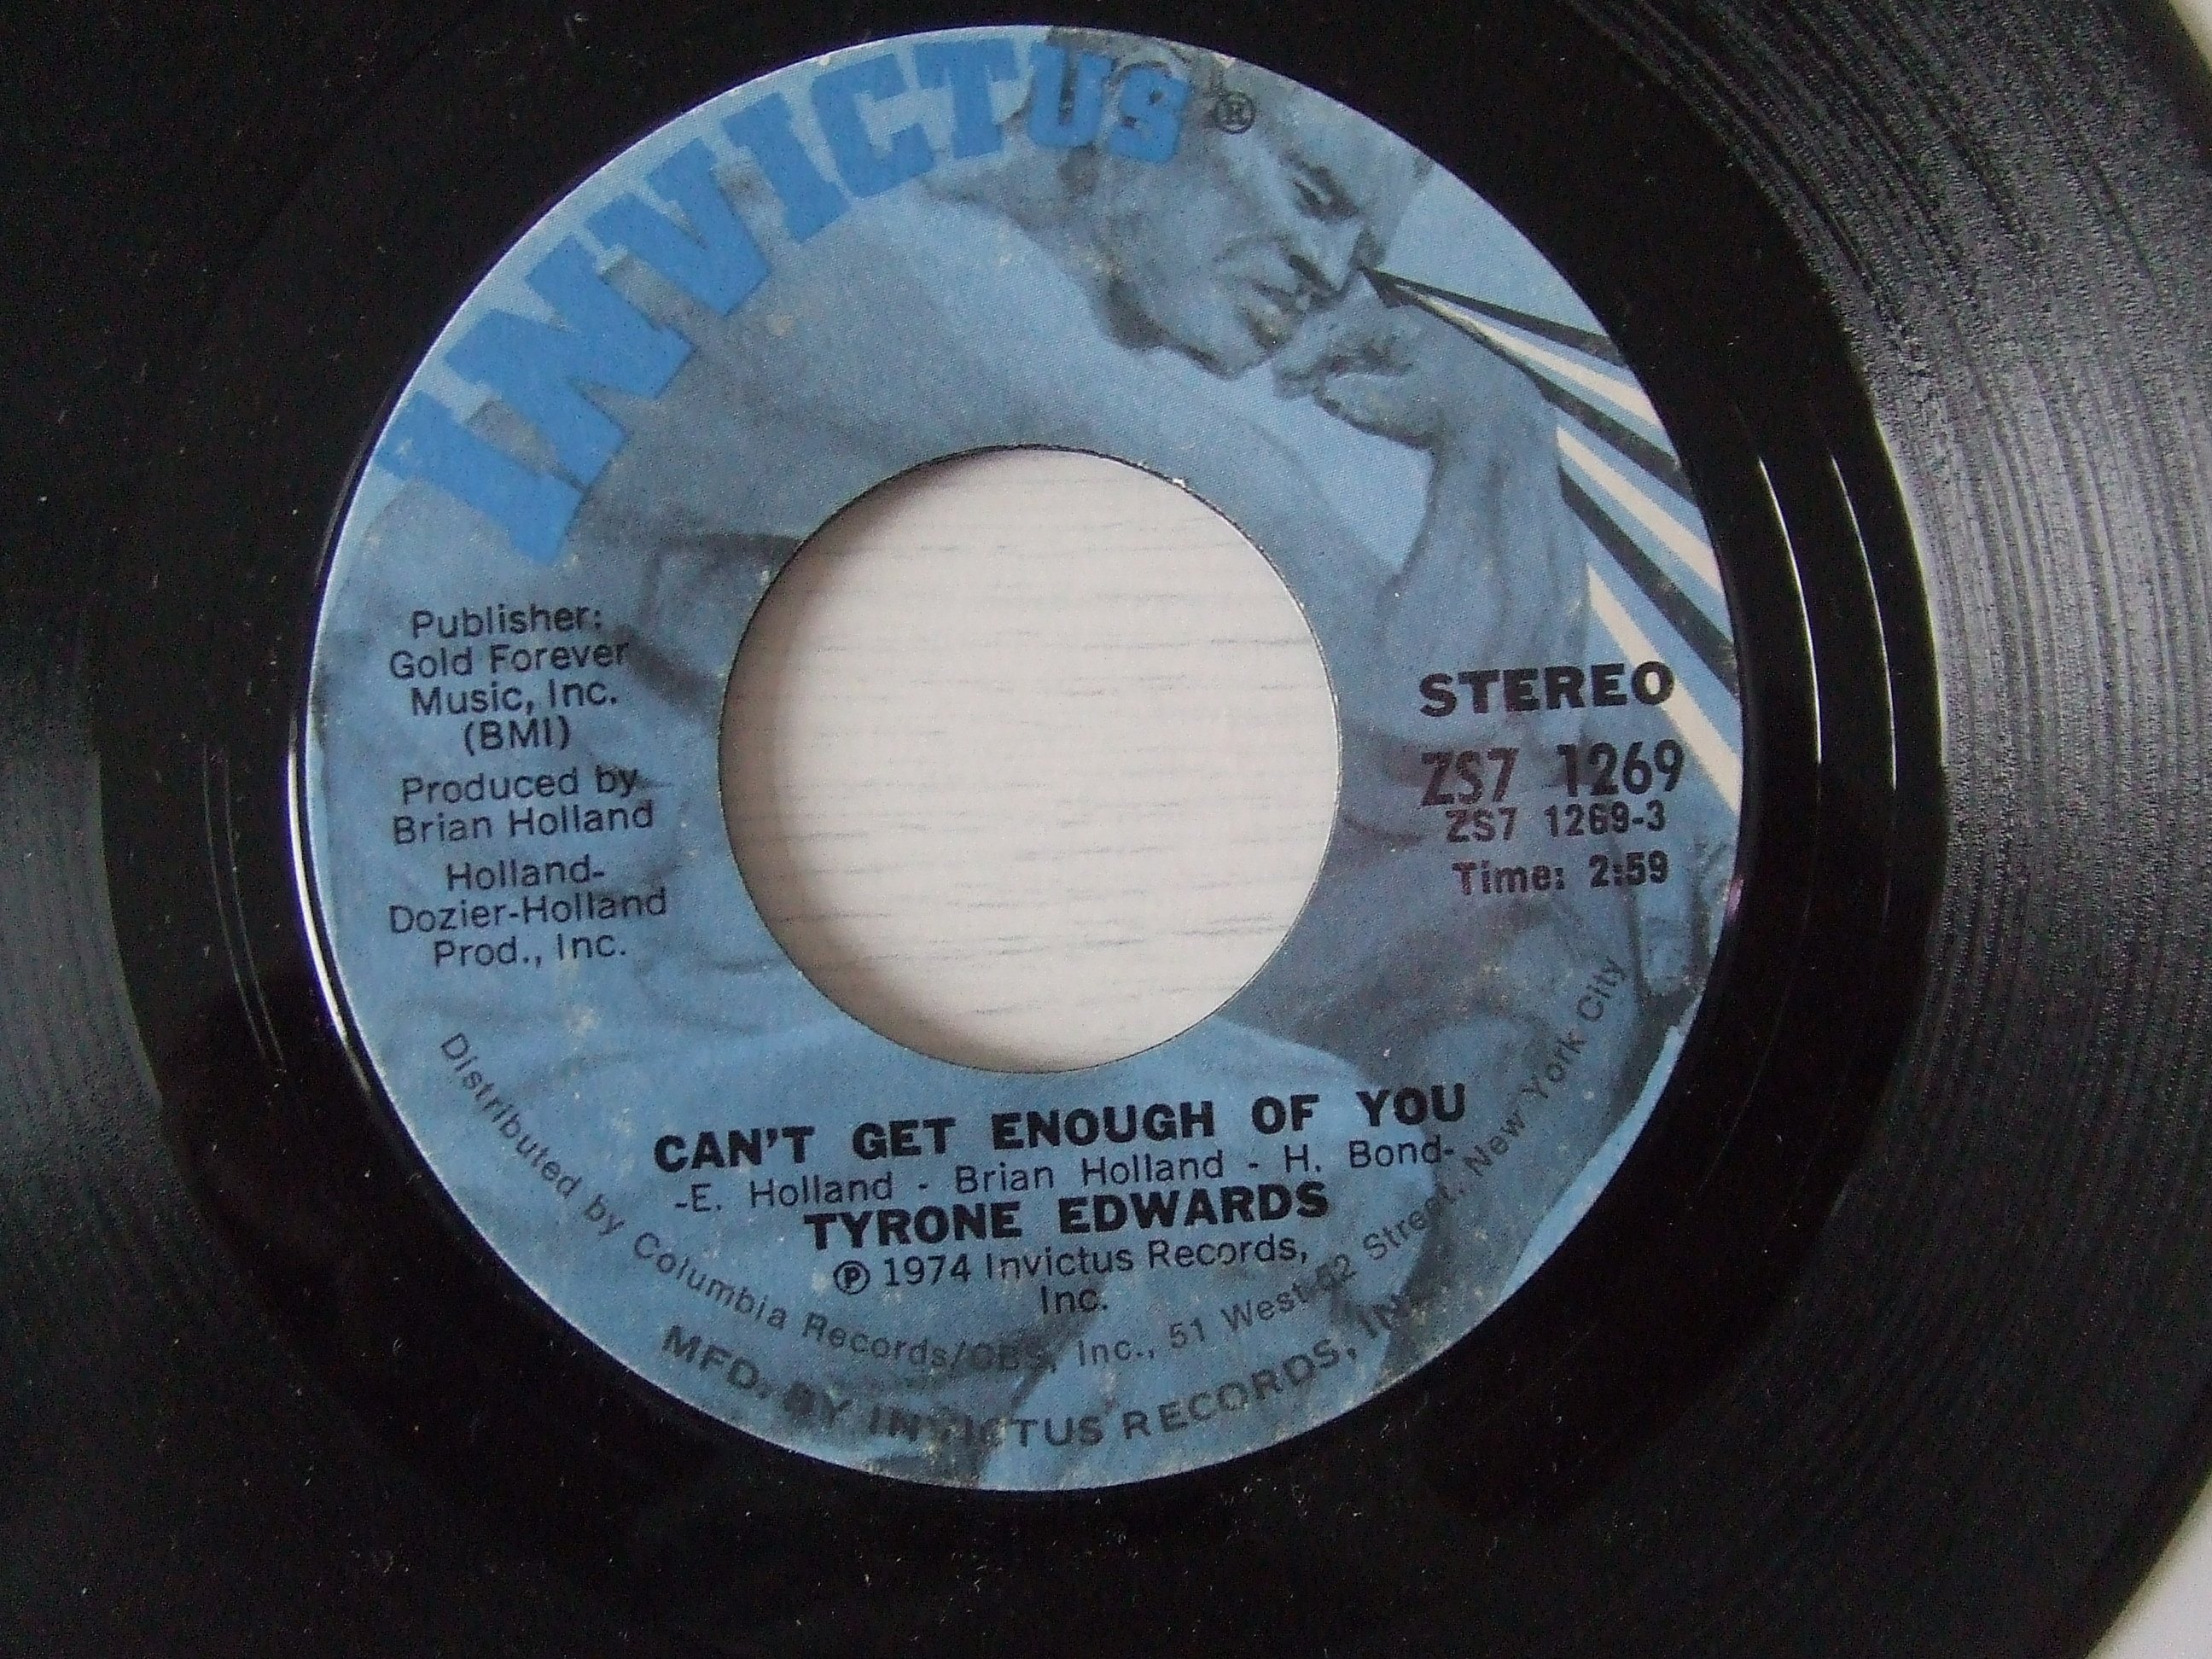 INVICTUS®
Publisher:
Gold Forever
Music, Inc.
(BMI)
Produced by
Brian Holland
Holland-
Dozier-Holland
Prod., Inc.
STEREO
ZS7 1269
ZS7 1269-3
Time: 2:59
CAN'T GET ENOUGH OF YOU
-E. Holland - Brian Holland - H. Bond-
TYRONE EDWARDS
℗ 1974 Invictus Records,
Inc.
Distributed by Columbia Records/CBS, Inc., 51 West 52 Street, New York City
MFD. BY INVICTUS RECORDS, INC.